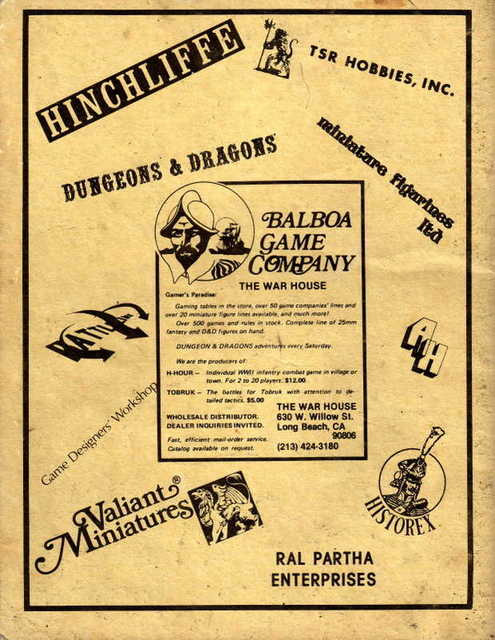 HINCHLIFFE
TSR HOBBIES, INC.
DUNGEONS & DRAGONS
miniature figurines
ltd
BALBOA
GAME
COMPANY
THE WAR HOUSE
Gamer's Paradise:
Gaming tables in the store, over 50 game companies' lines and
over 20 miniature figure lines available, and much more!
Over 500 games and rules in stock. Complete line of 25mm
fantasy and D&D figures on hand.
DUNGEON & DRAGONS adventures every Saturday.
We are the producers of:
H-HOUR – Individual WWII infantry combat game in village or
town. For 2 to 20 players. $12.00
TOBRUK – The battles for Tobruk with attention to de-
tailed tactics. $5.00
WHOLESALE DISTRIBUTOR.
DEALER INQUIRIES INVITED.
Fast, efficient mail-order service.
Catalog available on request.
THE WAR HOUSE
630 W. Willow St.
Long Beach, CA
90806
(213) 424-3180
AH
Game Designers' Workshop
Valiant®
Miniatures
HISTOREX
RAL PARTHA
ENTERPRISES